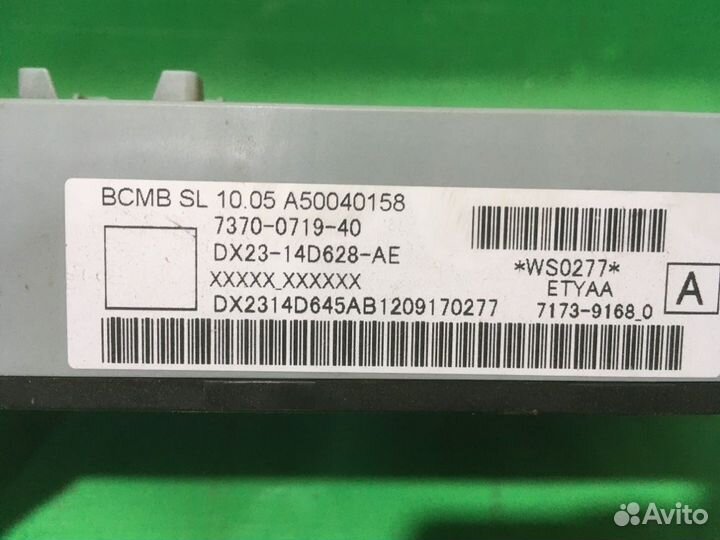 BCMB SL 10.05 A50040158
7370-0719-40
DX23-14D628-AE
XXXXX_XXXXXX
DX2314D645AB1209170277
*WS0277*
ETYAA
7173-9168_0
A
Avito